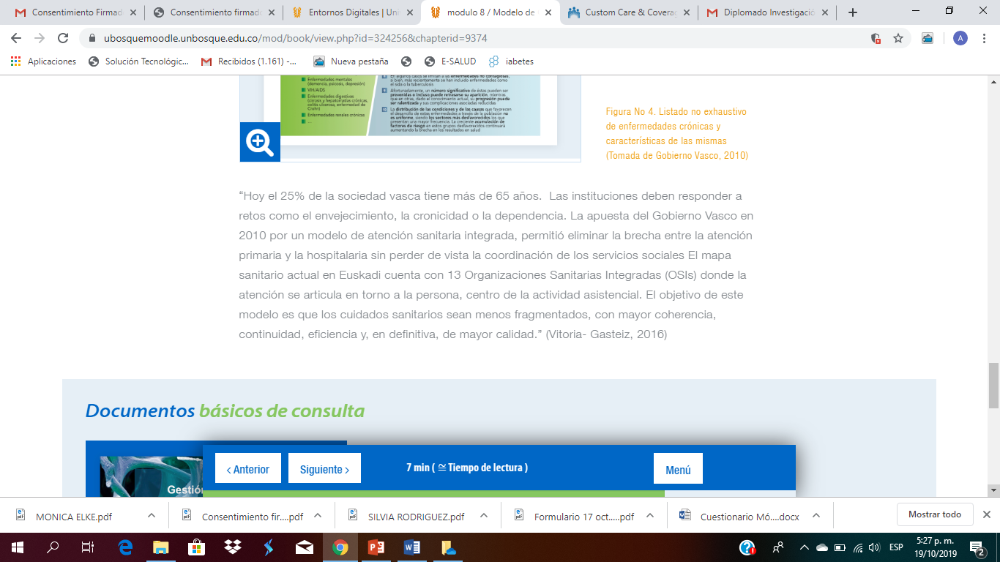 Consentimiento Firmad
Consentimiento firmado
Entornos Digitales | Uni
modulo 8 / Modelo de
Custom Care & Coverag
Diplomado Investigació
ubosquemoodle.unbosque.edu.co/mod/book/view.php?id=324256&chapterid=9374
A
Aplicaciones
Solución Tecnológic...
Recibidos (1.161) -...
Nueva pestaña
E-SALUD
iabetes
Enfermedades mentales
(demencia, psicosis, depresión)
VIH/AIDS
Enfermedades digestivas
(cirrosis y hepatomatías crónicas,
colitis ulcerosa, enfermedad de
Crohn)
Enfermedades renales crónicas
...
En algunos casos se limitan a las enfermedades no contagiosas,
si bien, más recientemente se han incluido enfermedades como
el sida o la tuberculosis
Afortunadamente, un número significativo de éstas pueden ser
prevenidas o incluso puede retrasarse su aparición, mientras
que en otras, dado el conocimiento actual, su progresión puede
ser ralentizada y sus complicaciones asociadas reducidas
La distribución de las condiciones y de las causas que favorecen
el desarrollo de estas enfermedades a través de la población no
es uniforme, siendo los sectores más desfavorecidos los que
presentan una mayor frecuencia. La creciente acumulación de
factores de riesgo en estos grupos desfavorecidos continuará
aumentando la brecha en los resultados en salud
Figura No 4. Listado no exhaustivo
de enfermedades crónicas y
características de las mismas
(Tomada de Gobierno Vasco, 2010)
“Hoy el 25% de la sociedad vasca tiene más de 65 años.  Las instituciones deben responder a
retos como el envejecimiento, la cronicidad o la dependencia. La apuesta del Gobierno Vasco en
2010 por un modelo de atención sanitaria integrada, permitió eliminar la brecha entre la atención
primaria y la hospitalaria sin perder de vista la coordinación de los servicios sociales El mapa
sanitario actual en Euskadi cuenta con 13 Organizaciones Sanitarias Integradas (OSIs) donde la
atención se articula en torno a la persona, centro de la actividad asistencial. El objetivo de este
modelo es que los cuidados sanitarios sean menos fragmentados, con mayor coherencia,
continuidad, eficiencia y, en definitiva, de mayor calidad.” (Vitoria- Gasteiz, 2016)
Documentos básicos de consulta
Gestión
< Anterior
Siguiente >
7 min ( ≅ Tiempo de lectura )
Menú
MONICA ELKE.pdf
Consentimiento fir....pdf
SILVIA RODRIGUEZ.pdf
Formulario 17 oct.....pdf
Cuestionario Mó....docx
Mostrar todo
ESP
5:27 p. m.
19/10/2019
2